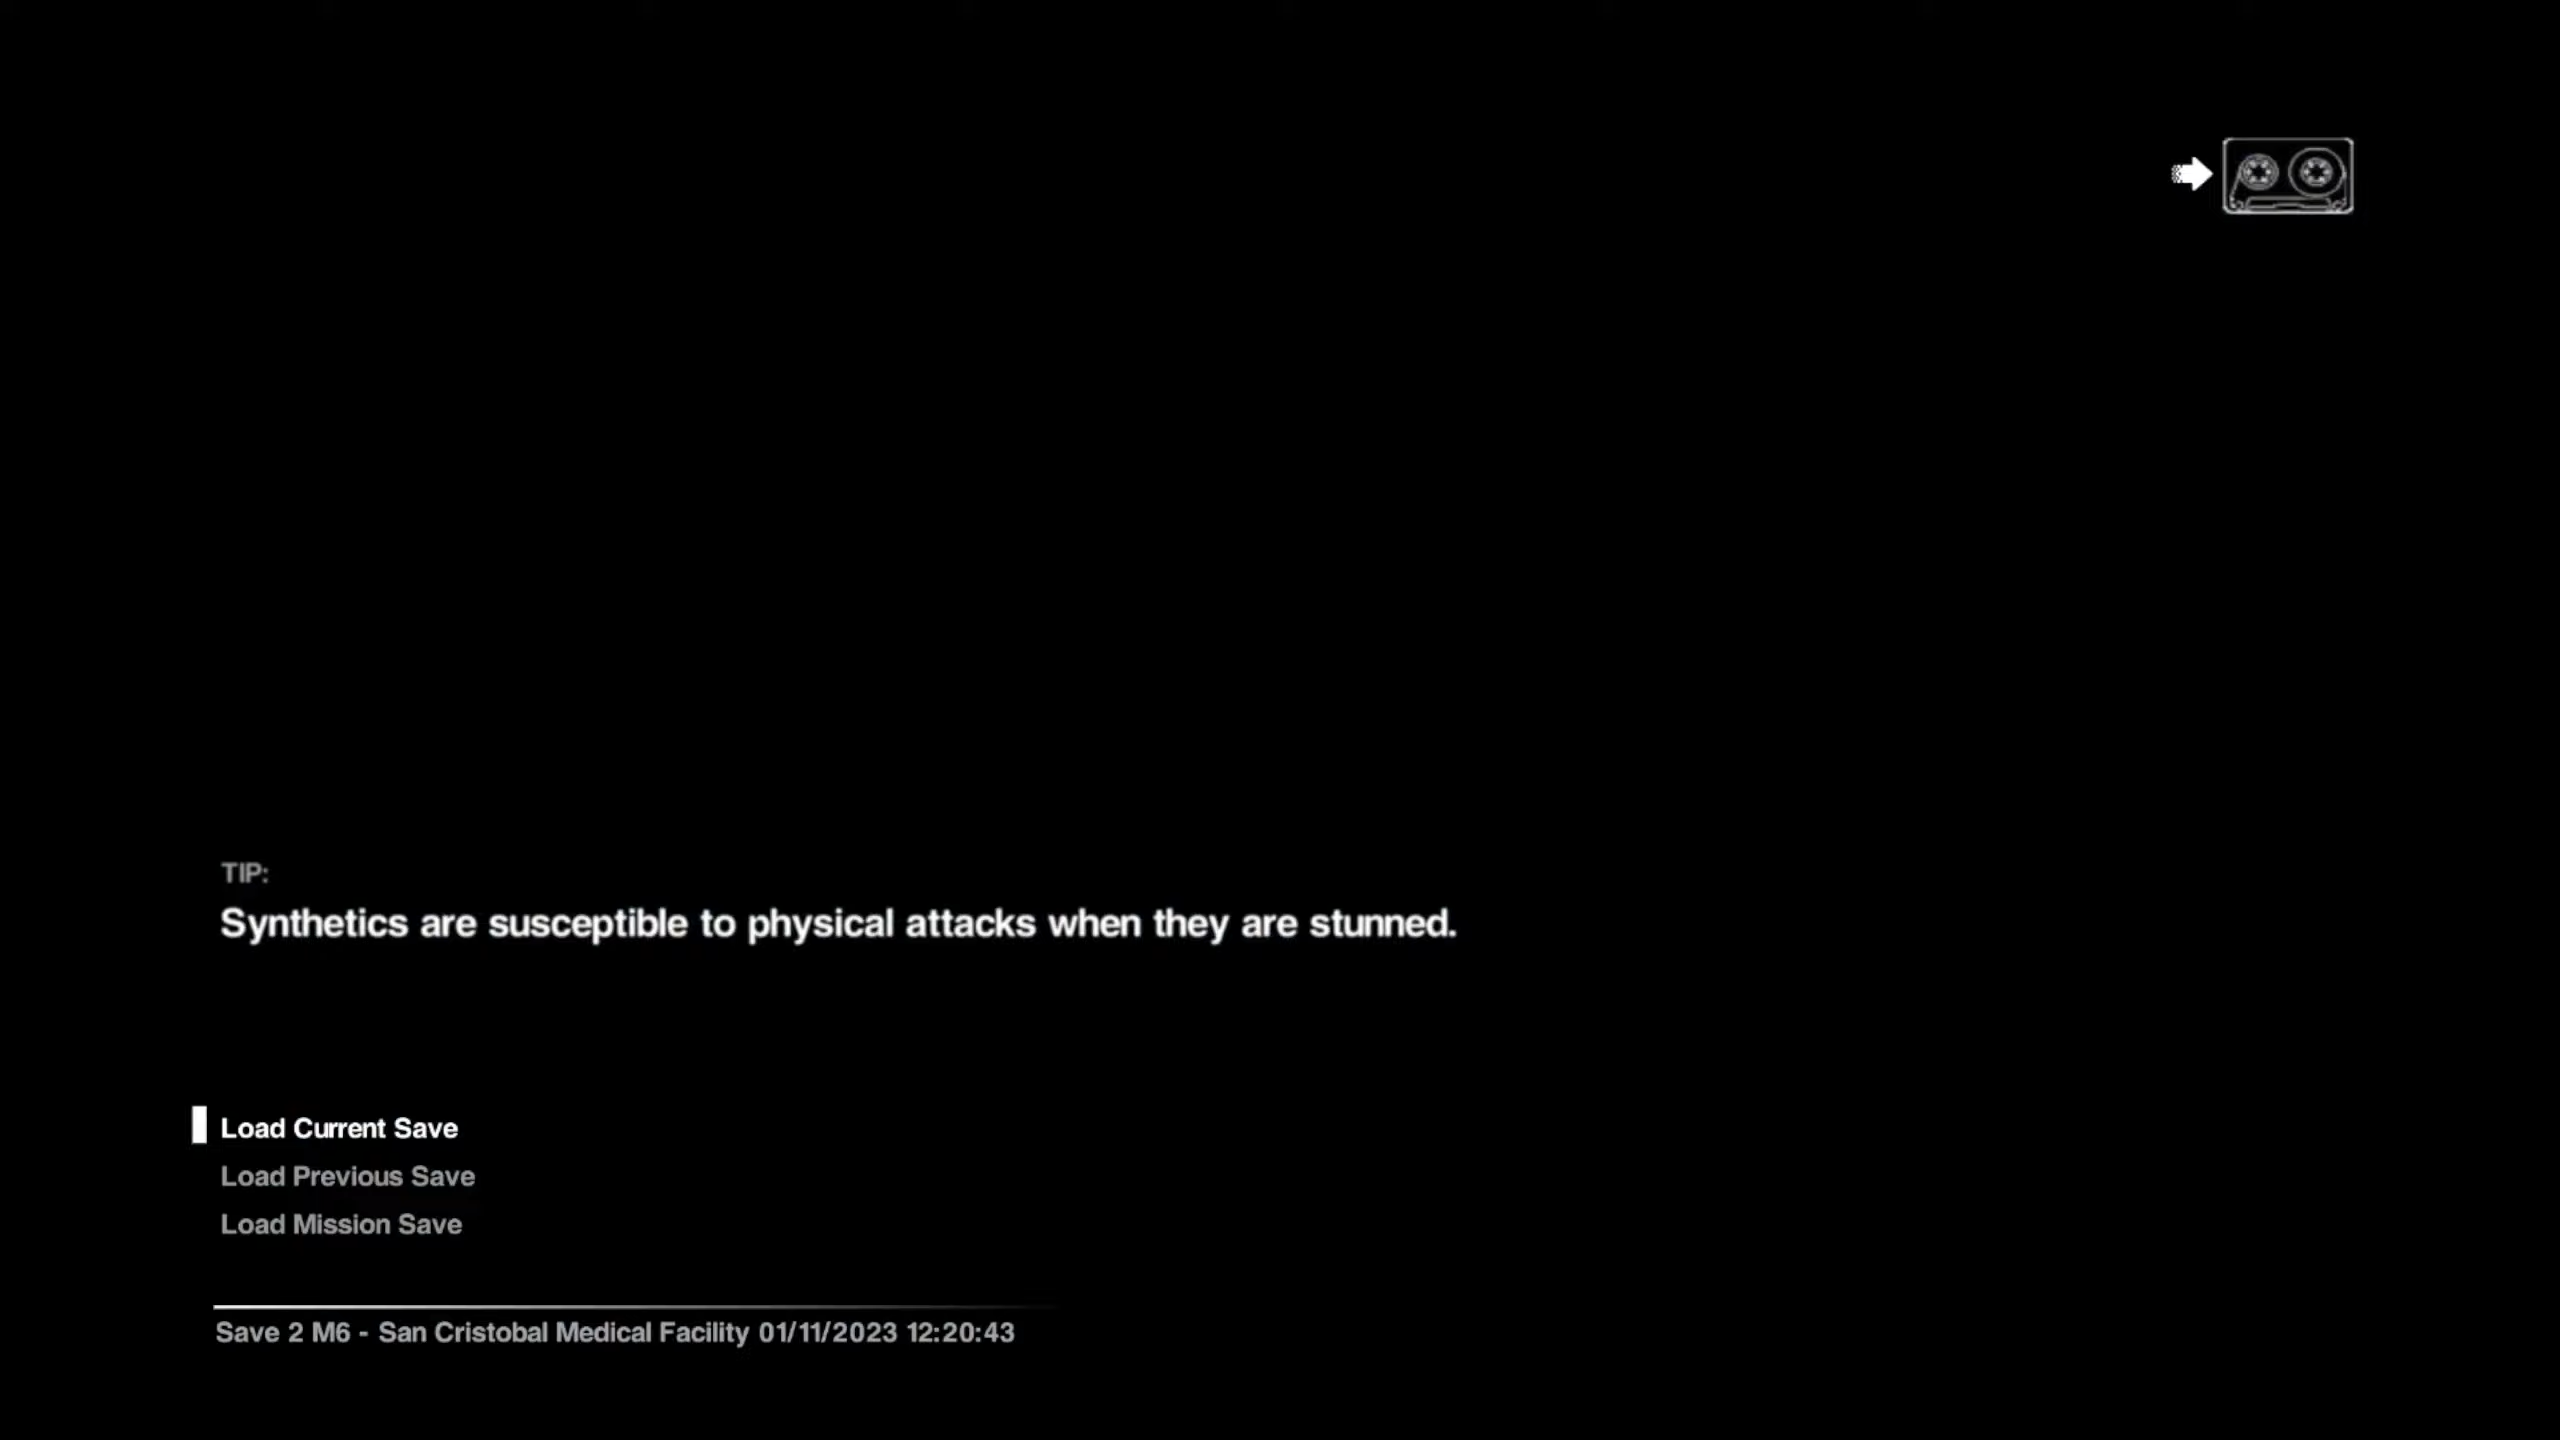 TIP:
Synthetics are susceptible to physical attacks when they are stunned.
Load Current Save
Load Previous Save
Load Mission Save
Save 2 M6 - San Cristobal Medical Facility 01/11/2023 12:20:43